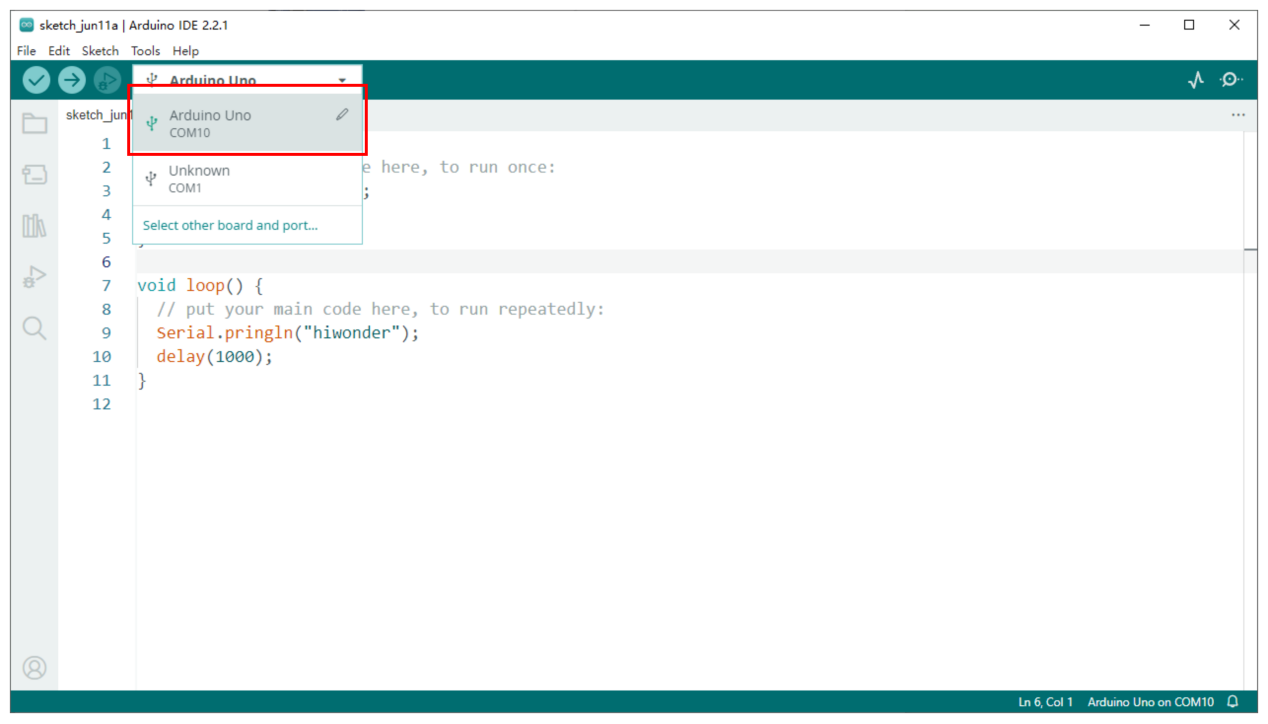 sketch_jun11a | Arduino IDE 2.2.1
File Edit Sketch Tools Help
Arduino Uno
sketch_jun1
Arduino Uno
COM10
Unknown
COM1
Select other board and port...
1
2 e here, to run once:
3 ;
4
5
6
7 void loop() {
8 // put your main code here, to run repeatedly:
9 Serial.pringln("hiwonder");
10 delay(1000);
11 }
12
Ln 6, Col 1 Arduino Uno on COM10